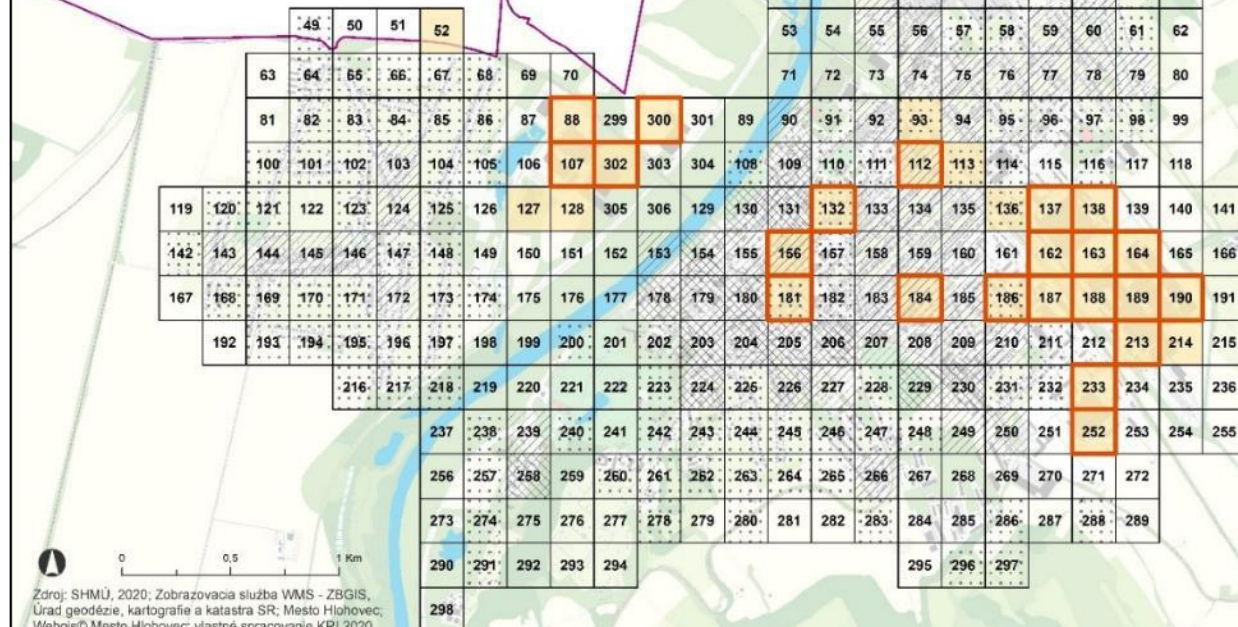 49 50 51 52 53 54 55 56 57 58 59 60 61 62
63 64 65 66 67 68 69 70 71 72 73 74 75 76 77 78 79 80
81 82 83 84 85 86 87 88 299 300 301 89 90 91 92 93 94 95 96 97 98 99
100 101 102 103 104 105 106 107 302 303 304 108 109 110 111 112 113 114 115 116 117 118
119 120 121 122 123 124 125 126 127 128 305 306 129 130 131 132 133 134 135 136 137 138 139 140 141
142 143 144 145 146 147 148 149 150 151 152 153 154 155 156 157 158 159 160 161 162 163 164 165 166
167 168 169 170 171 172 173 174 175 176 177 178 179 180 181 182 183 184 185 186 187 188 189 190 191
192 193 194 195 196 197 198 199 200 201 202 203 204 205 206 207 208 209 210 211 212 213 214 215
216 217 218 219 220 221 222 223 224 225 226 227 228 229 230 231 232 233 234 235 236
237 238 239 240 241 242 243 244 245 246 247 248 249 250 251 252 253 254 255
256 257 258 259 260 261 262 263 264 265 266 267 268 269 270 271 272
273 274 275 276 277 278 279 280 281 282 283 284 285 286 287 288 289
290 291 292 293 294 295 296 297
298
0 0,5 1 Km
Zdroj: SHMÚ, 2020; Zobrazovacia služba WMS - ZBGIS,
Úrad geodézie, kartografie a katastra SR; Mesto Hlohovec;
Webgis© Mesto Hlohovec; vlastné spracovanie KRI 2020